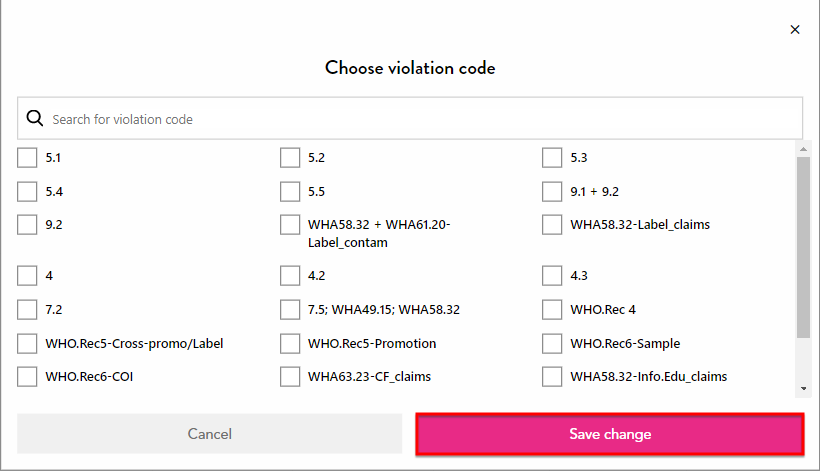 ×
Choose violation code
Search for violation code
5.1
5.2
5.3
5.4
5.5
9.1 + 9.2
9.2
WHA58.32 + WHA61.20-
Label_contam
WHA58.32-Label_claims
4
4.2
4.3
7.2
7.5; WHA49.15; WHA58.32
WHO.Rec 4
WHO.Rec5-Cross-promo/Label
WHO.Rec5-Promotion
WHO.Rec6-Sample
WHO.Rec6-COI
WHA63.23-CF_claims
WHA58.32-Info.Edu_claims
Cancel
Save change